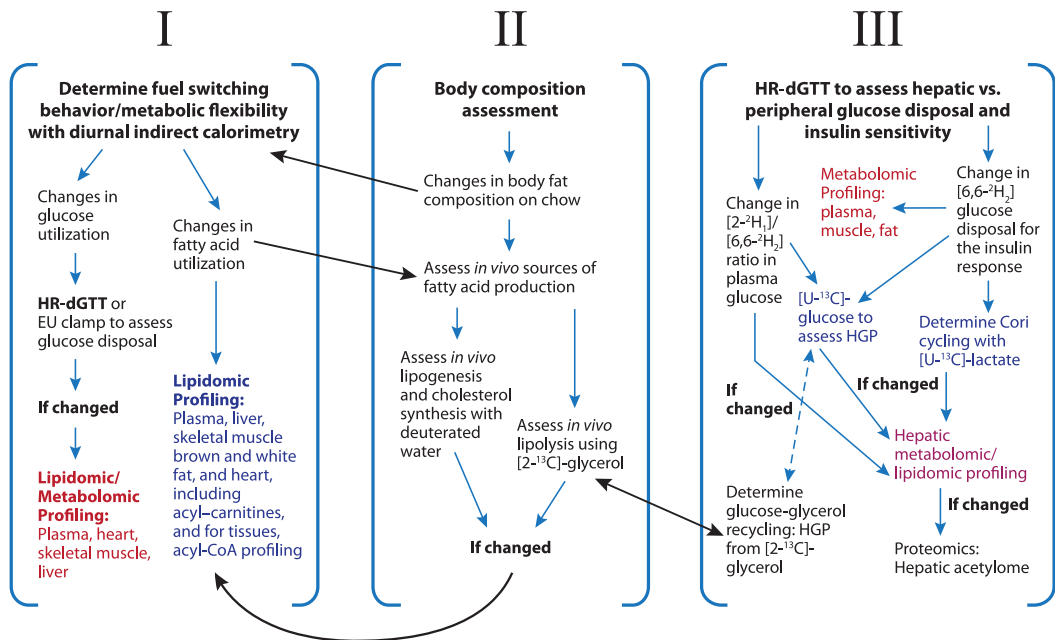 I
Determine fuel switching
behavior/metabolic flexibility
with diurnal indirect calorimetry
Changes in
glucose
utilization
Changes in
fatty acid
utilization
HR-dGTT or
EU clamp to assess
glucose disposal
If changed
Lipidomic/
Metabolomic
Profiling:
Plasma, heart,
skeletal muscle,
liver
Lipidomic
Profiling:
Plasma, liver,
skeletal muscle
brown and white
fat, and heart,
including
acyl–carnitines,
and for tissues,
acyl-CoA profiling
II
Body composition
assessment
Changes in body fat
composition on chow
Assess in vivo sources of
fatty acid production
Assess in vivo
lipogenesis
and cholesterol
synthesis with
deuterated
water
Assess in vivo
lipolysis using
[2-¹³C]-glycerol
If changed
III
HR-dGTT to assess hepatic vs.
peripheral glucose disposal and
insulin sensitivity
Change in
[2-²H₁]/
[6,6-²H₂]
ratio in
plasma
glucose
Metabolomic
Profiling:
plasma,
muscle, fat
Change in
[6,6-²H₂]
glucose
disposal for
the insulin
response
[U-¹³C]-
glucose to
assess HGP
Determine Cori
cycling with
[U-¹³C]-lactate
If
changed
If changed
Hepatic
metabolomic/
lipidomic profiling
Determine
glucose-glycerol
recycling: HGP
from [2-¹³C]-
glycerol
If changed
Proteomics:
Hepatic acetylome